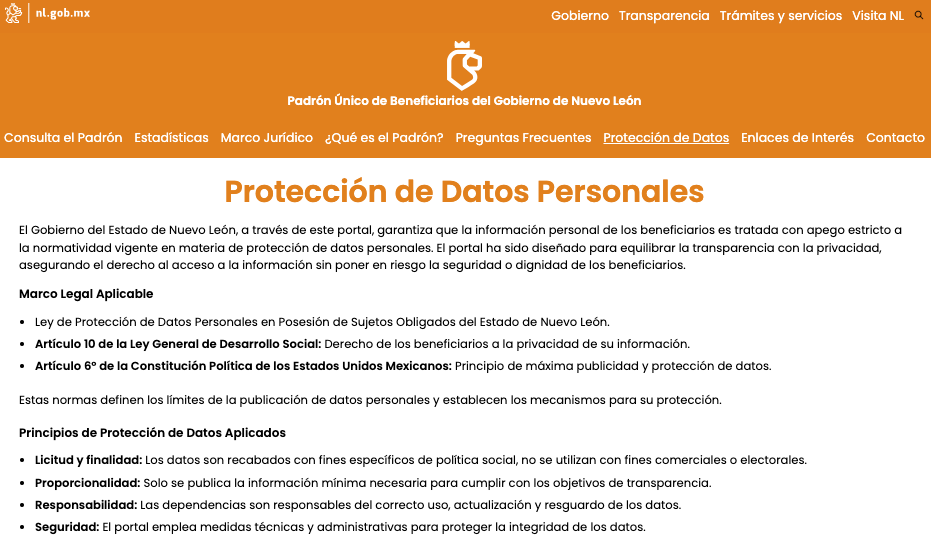 nl.gob.mx
Gobierno Transparencia Trámites y servicios Visita NL
Padrón Único de Beneficiarios del Gobierno de Nuevo León
Consulta el Padrón Estadísticas Marco Jurídico ¿Qué es el Padrón? Preguntas Frecuentes Protección de Datos Enlaces de Interés Contacto
Protección de Datos Personales
El Gobierno del Estado de Nuevo León, a través de este portal, garantiza que la información personal de los beneficiarios es tratada con apego estricto a
la normatividad vigente en materia de protección de datos personales. El portal ha sido diseñado para equilibrar la transparencia con la privacidad,
asegurando el derecho al acceso a la información sin poner en riesgo la seguridad o dignidad de los beneficiarios.
Marco Legal Aplicable
• Ley de Protección de Datos Personales en Posesión de Sujetos Obligados del Estado de Nuevo León.
• Artículo 10 de la Ley General de Desarrollo Social: Derecho de los beneficiarios a la privacidad de su información.
• Artículo 6º de la Constitución Política de los Estados Unidos Mexicanos: Principio de máxima publicidad y protección de datos.
Estas normas definen los límites de la publicación de datos personales y establecen los mecanismos para su protección.
Principios de Protección de Datos Aplicados
• Licitud y finalidad: Los datos son recabados con fines específicos de política social, no se utilizan con fines comerciales o electorales.
• Proporcionalidad: Solo se publica la información mínima necesaria para cumplir con los objetivos de transparencia.
• Responsabilidad: Las dependencias son responsables del correcto uso, actualización y resguardo de los datos.
• Seguridad: El portal emplea medidas técnicas y administrativas para proteger la integridad de los datos.